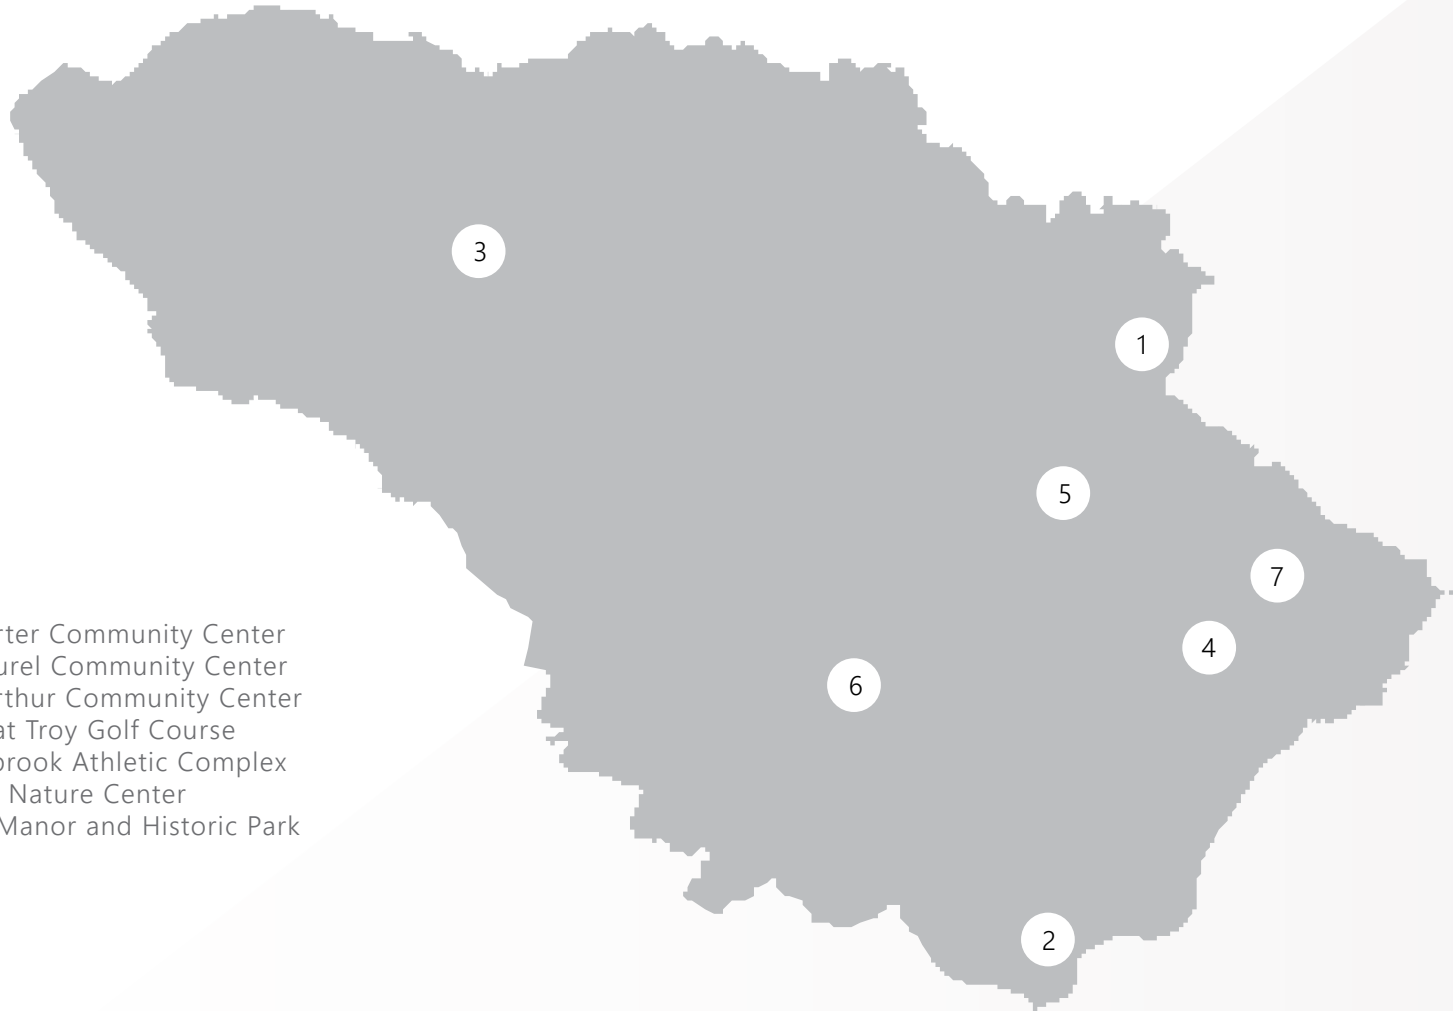 3
1
5
7
4
6
2
rter Community Center
urel Community Center
rthur Community Center
at Troy Golf Course
brook Athletic Complex
Nature Center
Manor and Historic Park